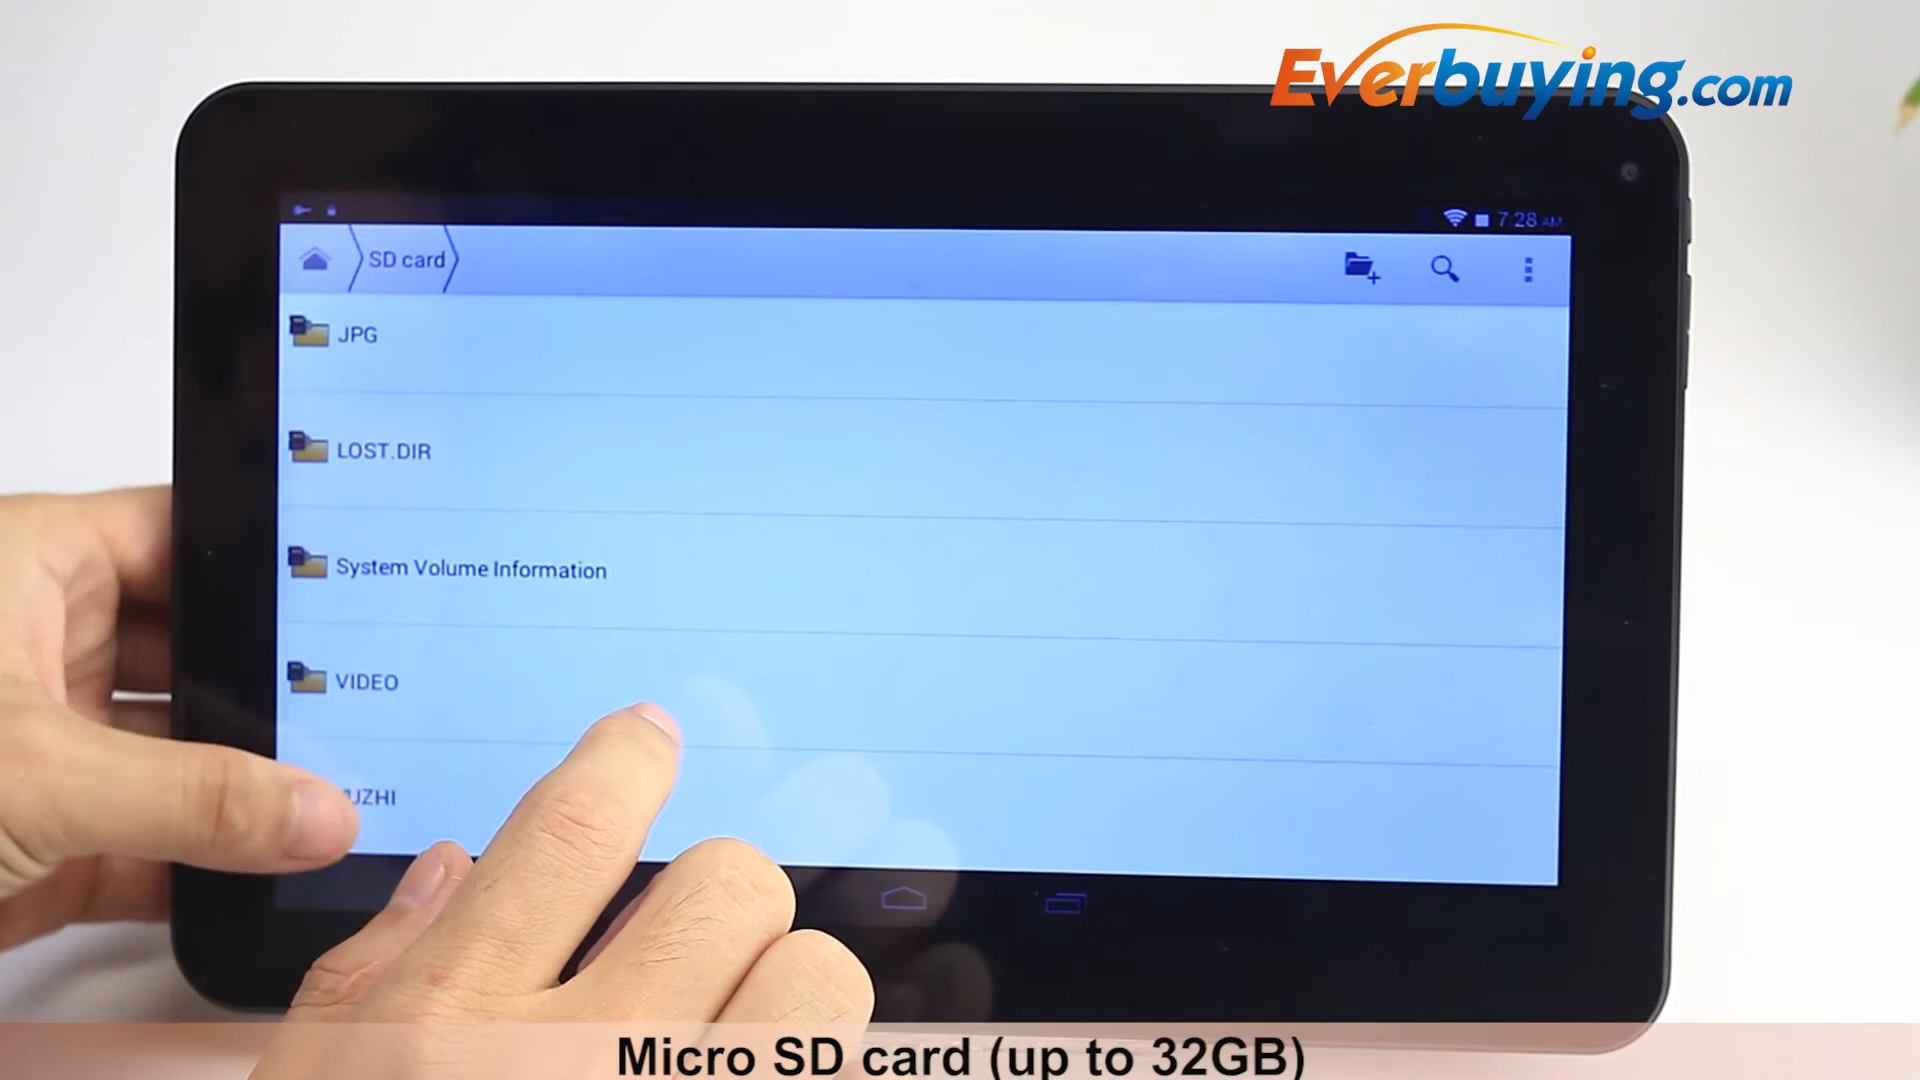 Everbuying.com
7:28 AM
SD card
JPG
LOST.DIR
System Volume Information
VIDEO
Micro SD card (up to 32GB)